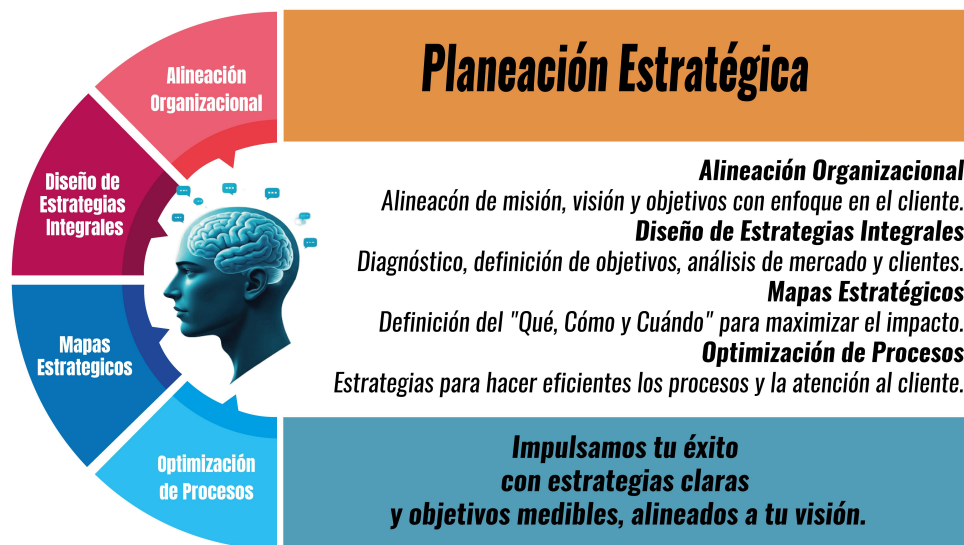 Planeación Estratégica
Alineación
Organizacional
Diseño de
Estrategias
Integrales
Mapas
Estrategicos
Optimización
de Procesos
Alineación Organizacional
Alineacón de misión, visión y objetivos con enfoque en el cliente.
Diseño de Estrategias Integrales
Diagnóstico, definición de objetivos, análisis de mercado y clientes.
Mapas Estratégicos
Definición del "Qué, Cómo y Cuándo" para maximizar el impacto.
Optimización de Procesos
Estrategias para hacer eficientes los procesos y la atención al cliente.
Impulsamos tu éxito
con estrategias claras
y objetivos medibles, alineados a tu visión.